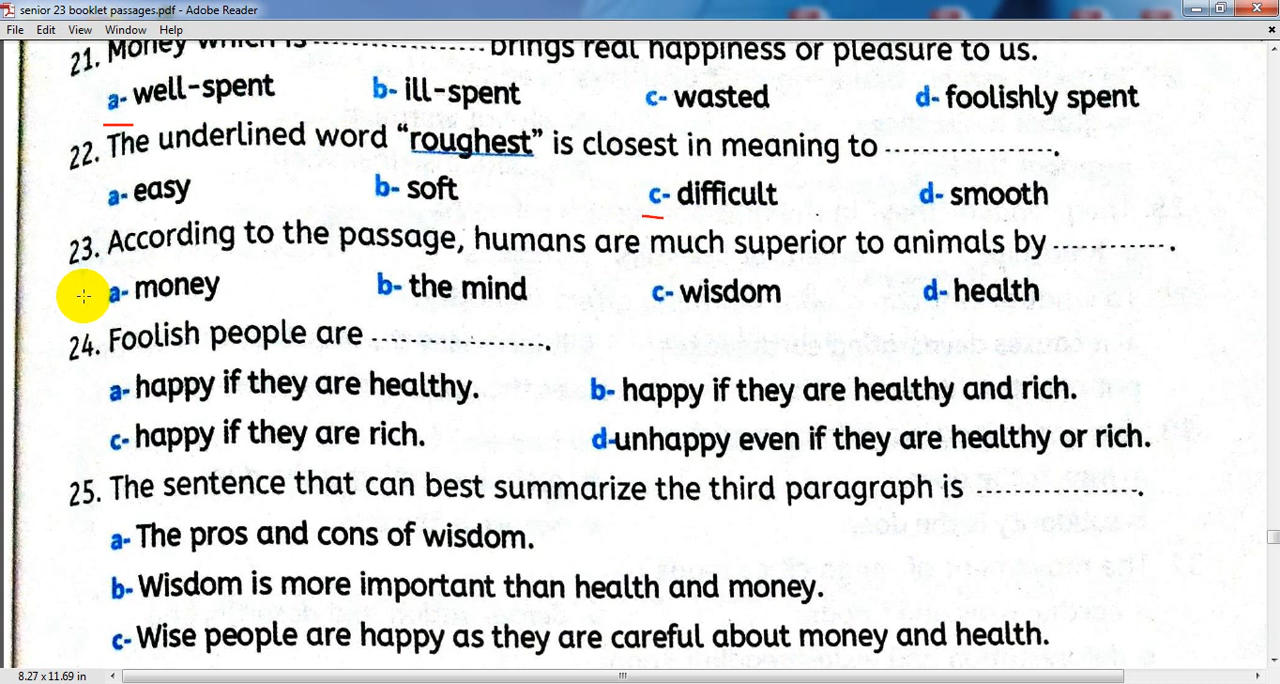 senior 23 booklet passages.pdf - Adobe Reader
File Edit View Window Help
21. Money which is .................... brings real happiness or pleasure to us.
a- well-spent b- ill-spent c- wasted d- foolishly spent
22. The underlined word “roughest” is closest in meaning to .................... .
a- easy b- soft c- difficult d- smooth
23. According to the passage, humans are much superior to animals by .................... .
a- money b- the mind c- wisdom d- health
24. Foolish people are .................... .
a- happy if they are healthy. b- happy if they are healthy and rich.
c- happy if they are rich. d-unhappy even if they are healthy or rich.
25. The sentence that can best summarize the third paragraph is .................... .
a- The pros and cons of wisdom.
b- Wisdom is more important than health and money.
c- Wise people are happy as they are careful about money and health.
8.27 x 11.69 in